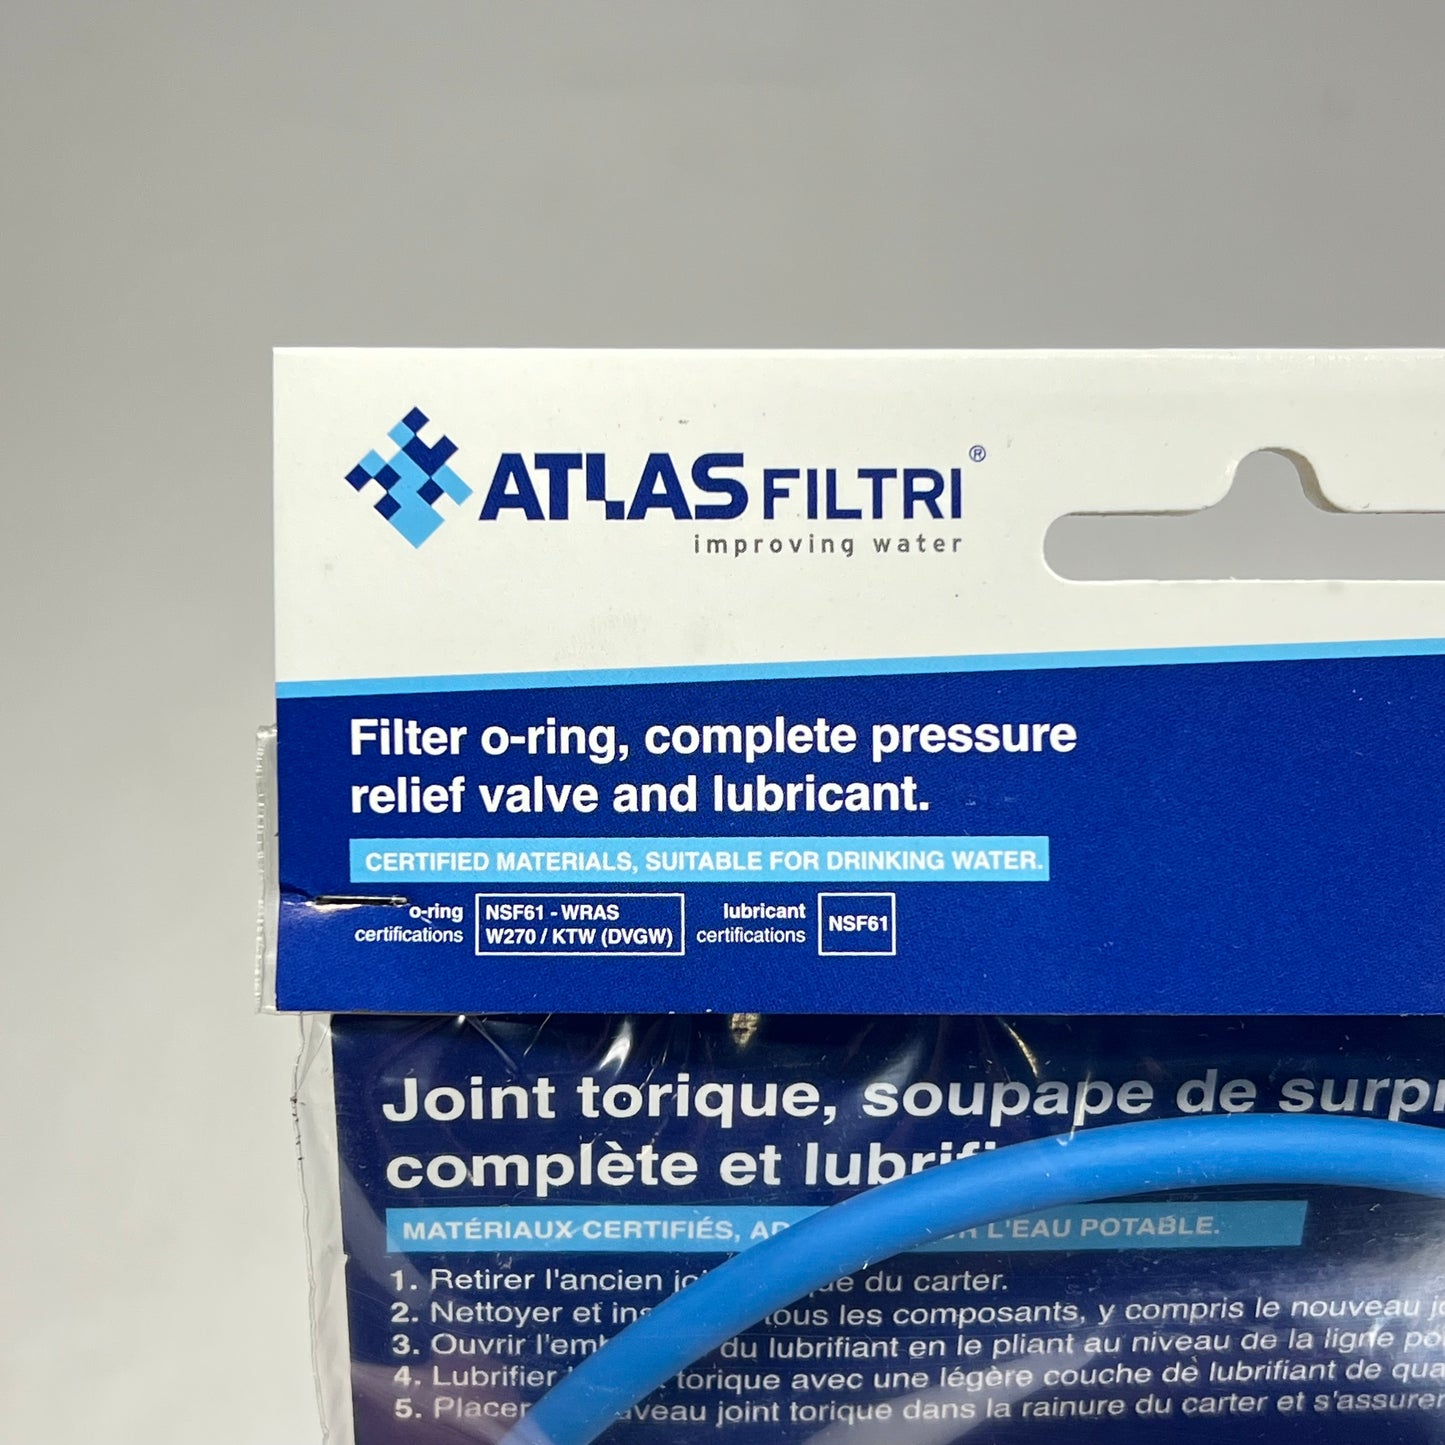 ATLAS FILTRI®
improving water
Filter o-ring, complete pressure
relief valve and lubricant.
CERTIFIED MATERIALS, SUITABLE FOR DRINKING WATER.
o-ring
certifications
NSF61 - WRAS
W270 / KTW (DVGW)
lubricant
certifications
NSF61
Joint torique, soupape de
complète et
MATÉRIAUX CERTIFIÉS, L'EAU POTABLE.
1. Retirer l'ancien du carter.
2. Nettoyer et tous les composants, y compris le nouveau
3. Ouvrir du lubrifiant en le pliant au niveau de la ligne
4. Lubrifier torique avec une légère couche de lubrifiant de
5. Placer joint torique dans la rainure du carter et s'assurer